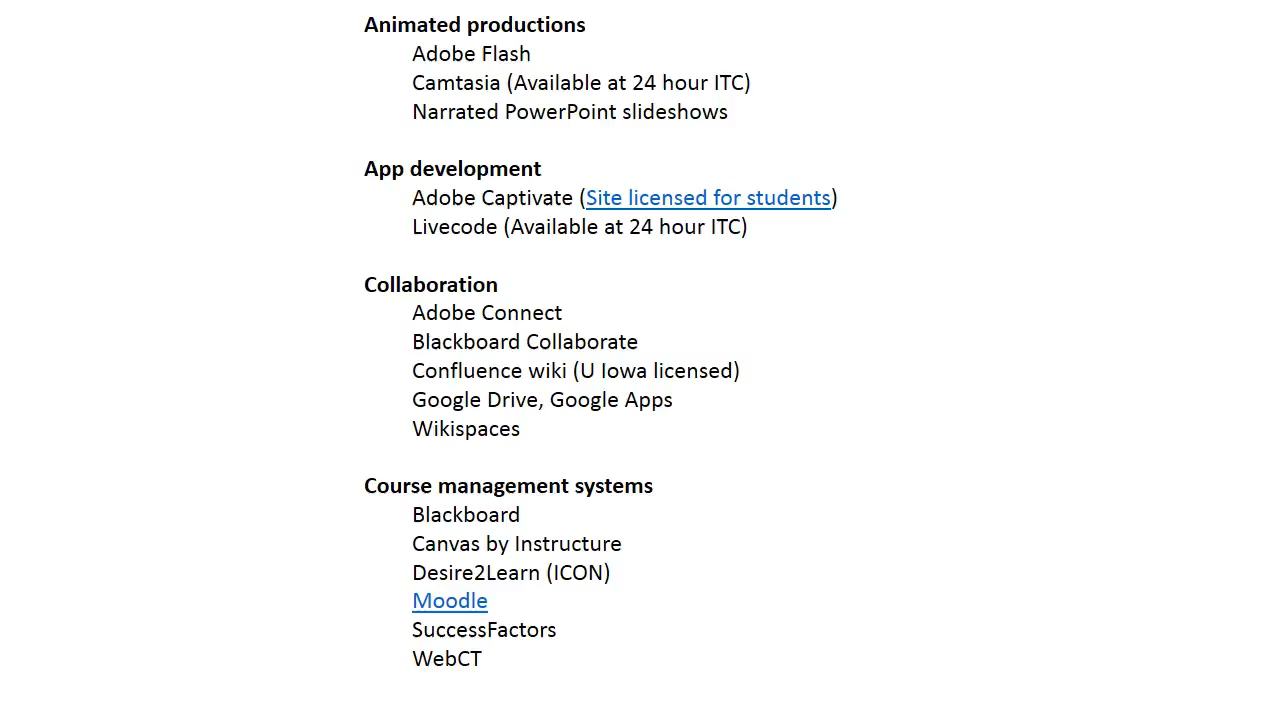 Animated productions
Adobe Flash
Camtasia (Available at 24 hour ITC)
Narrated PowerPoint slideshows
App development
Adobe Captivate (Site licensed for students)
Livecode (Available at 24 hour ITC)
Collaboration
Adobe Connect
Blackboard Collaborate
Confluence wiki (U Iowa licensed)
Google Drive, Google Apps
Wikispaces
Course management systems
Blackboard
Canvas by Instructure
Desire2Learn (ICON)
Moodle
SuccessFactors
WebCT